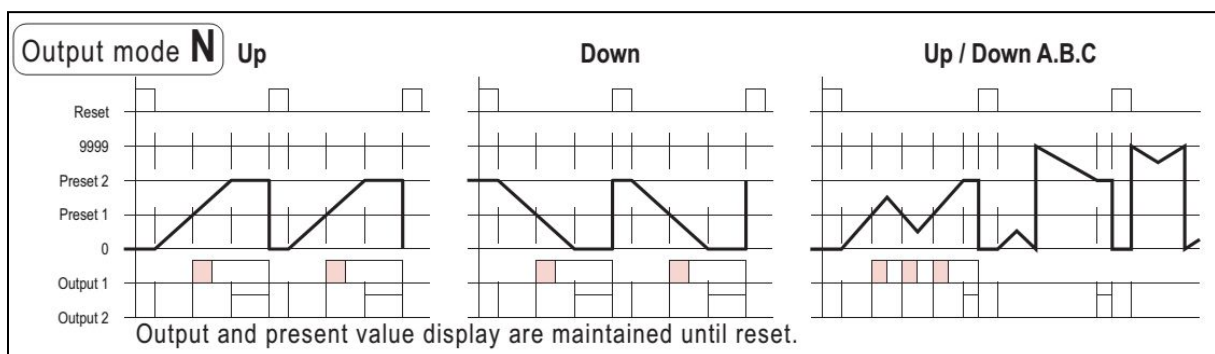 Output mode N Up Down Up / Down A.B.C
Reset
9999
Preset 2
Preset 1
0
Output 1
Output 2
Output and present value display are maintained until reset.